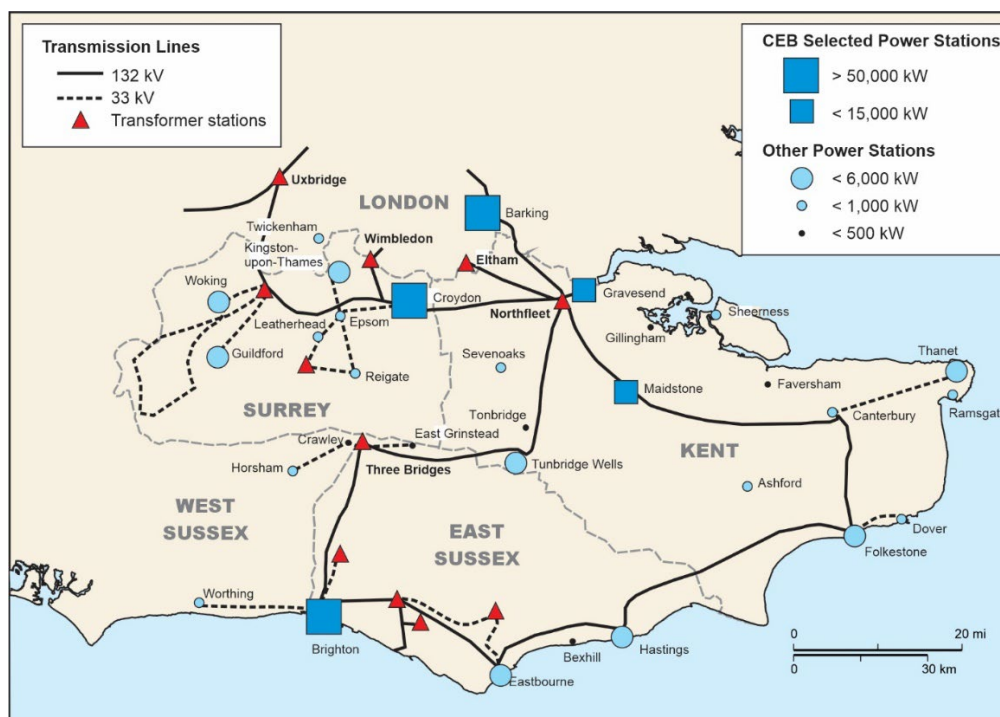 Transmission Lines
132 kV
33 kV
Transformer stations
CEB Selected Power Stations
> 50,000 kW
< 15,000 kW
Other Power Stations
< 6,000 kW
< 1,000 kW
< 500 kW
Uxbridge
LONDON
Barking
Twickenham
Wimbledon
Kingston-
upon-Thames
Eltham
Woking
Croydon
Gravesend
Northfleet
Sheerness
Leatherhead
Epsom
Gillingham
Guildford
Sevenoaks
Thanet
Reigate
Maidstone
Faversham
Ramsgat
Canterbury
SURREY
Tonbridge
Crawley
East Grinstead
KENT
Three Bridges
Tunbridge Wells
Horsham
Ashford
WEST
SUSSEX
EAST
SUSSEX
Dover
Folkestone
Worthing
Brighton
Bexhill
Hastings
Eastbourne
0 20 mi
0 30 km